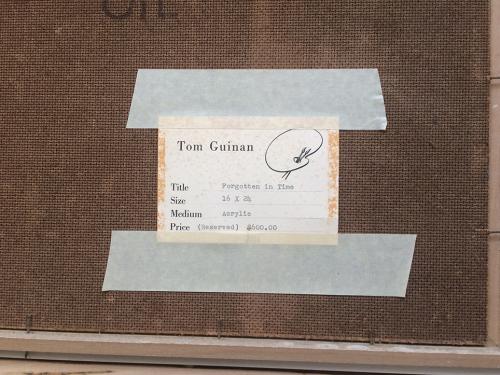 Tom Guinan
Title Forgotten in Time
Size 16 X 24
Medium Acrylic
Price (Reserved) $600.00